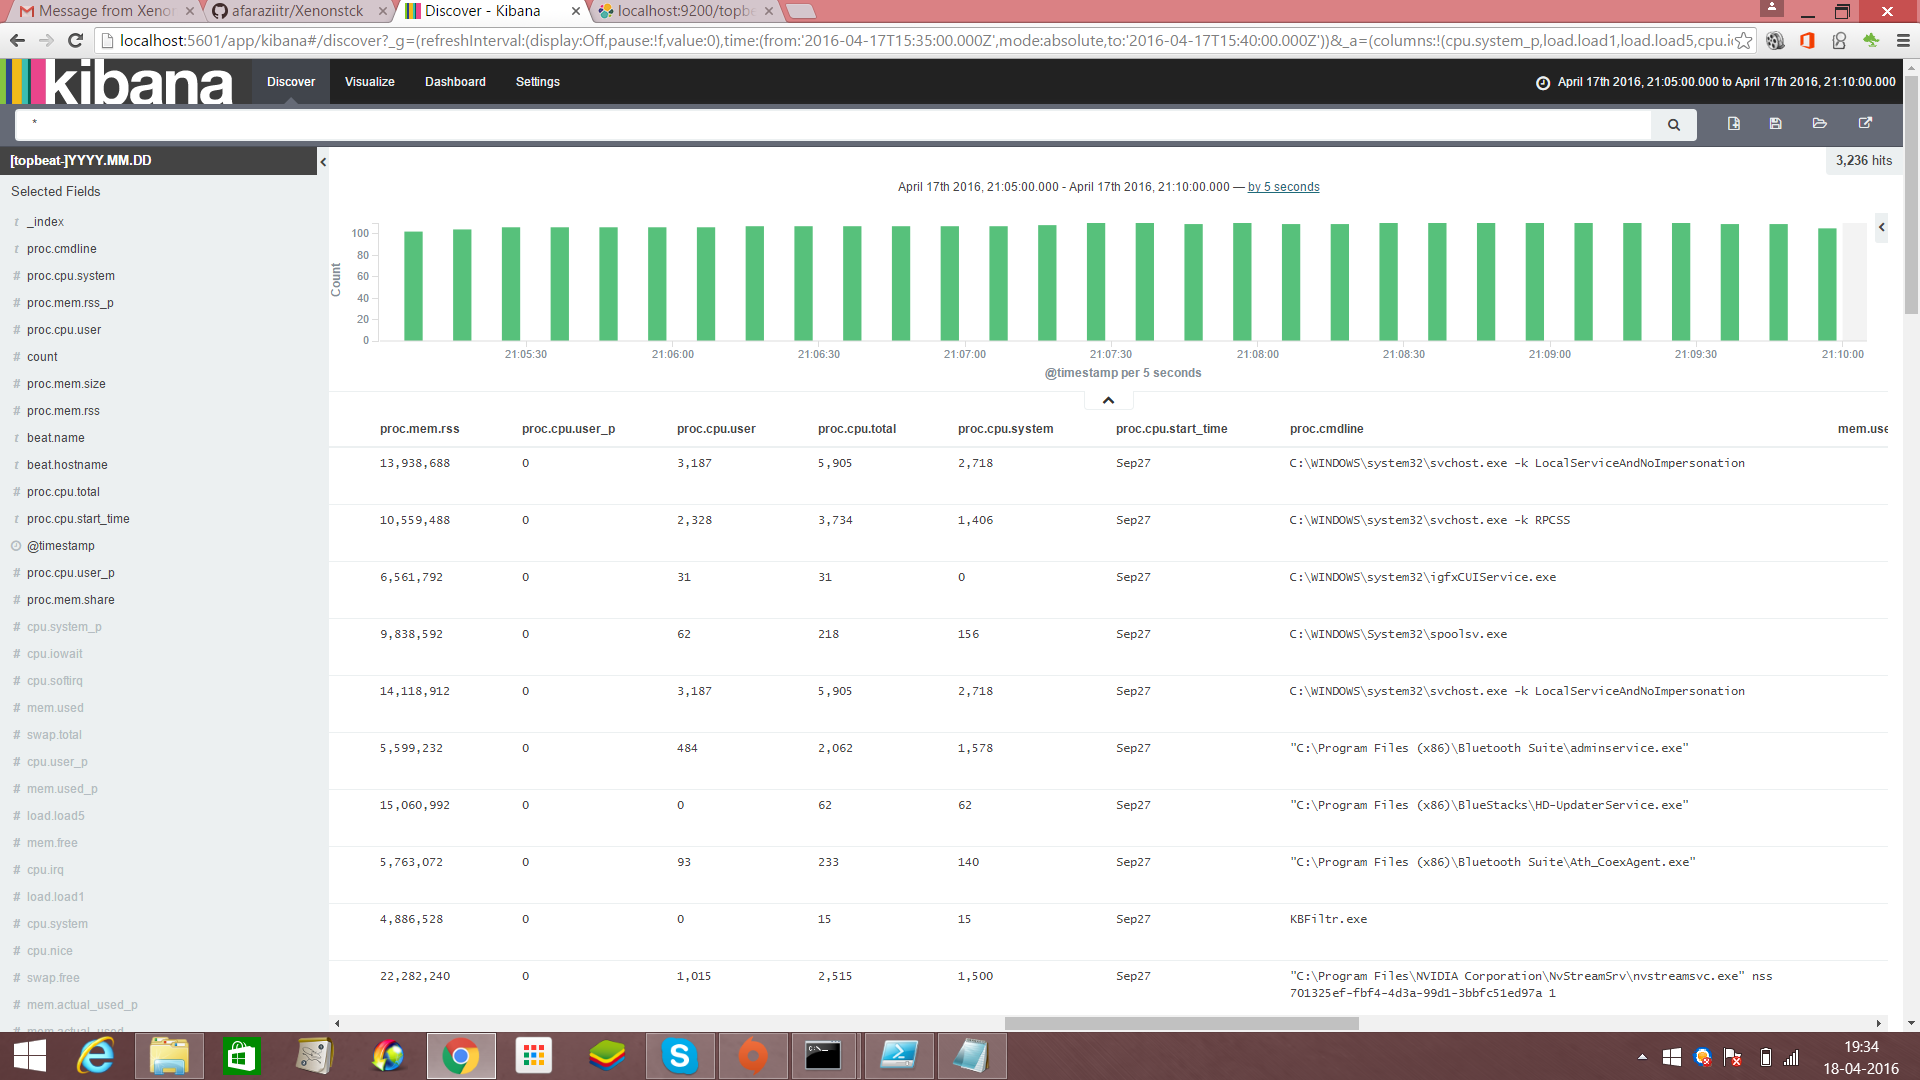 Message from Xeno
afaraziitr/Xenonstck
Discover - Kibana
localhost:9200/topbe
localhost:5601/app/kibana#/discover?_g=(refreshInterval:(display:Off,pause:!f,value:0),time:(from:'2016-04-17T15:35:00.000Z',mode:absolute,to:'2016-04-17T15:40:00.000Z'))&_a=(columns:!(cpu.system_p,load.load1,load.load5,cpu.i
kibana
Discover
Visualize
Dashboard
Settings
April 17th 2016, 21:05:00.000 to April 17th 2016, 21:10:00.000
*
[topbeat-]YYYY.MM.DD
3,236 hits
Selected Fields
t _index
t proc.cmdline
# proc.cpu.system
# proc.mem.rss_p
# proc.cpu.user
# count
# proc.mem.size
# proc.mem.rss
t beat.name
t beat.hostname
# proc.cpu.total
t proc.cpu.start_time
@timestamp
# proc.cpu.user_p
# proc.mem.share
# cpu.system_p
# cpu.iowait
# cpu.softirq
# mem.used
# swap.total
# cpu.user_p
# mem.used_p
# load.load5
# mem.free
# cpu.irq
# load.load1
# cpu.system
# cpu.nice
# swap.free
# mem.actual_used_p
# mem.actual_used
April 17th 2016, 21:05:00.000 - April 17th 2016, 21:10:00.000 — by 5 seconds
Count
100
80
60
40
20
0
21:05:30 21:06:00 21:06:30 21:07:00 21:07:30 21:08:00 21:08:30 21:09:00 21:09:30 21:10:00
@timestamp per 5 seconds
proc.mem.rss proc.cpu.user_p proc.cpu.user proc.cpu.total proc.cpu.system proc.cpu.start_time proc.cmdline mem.use
13,938,688 0 3,187 5,905 2,718 Sep27 C:\WINDOWS\system32\svchost.exe -k LocalServiceAndNoImpersonation
10,559,488 0 2,328 3,734 1,406 Sep27 C:\WINDOWS\system32\svchost.exe -k RPCSS
6,561,792 0 31 31 0 Sep27 C:\WINDOWS\system32\igfxCUIService.exe
9,838,592 0 62 218 156 Sep27 C:\WINDOWS\System32\spoolsv.exe
14,118,912 0 3,187 5,905 2,718 Sep27 C:\WINDOWS\system32\svchost.exe -k LocalServiceAndNoImpersonation
5,599,232 0 484 2,062 1,578 Sep27 "C:\Program Files (x86)\Bluetooth Suite\adminservice.exe"
15,060,992 0 0 62 62 Sep27 "C:\Program Files (x86)\BlueStacks\HD-UpdaterService.exe"
5,763,072 0 93 233 140 Sep27 "C:\Program Files (x86)\Bluetooth Suite\Ath_CoexAgent.exe"
4,886,528 0 0 15 15 Sep27 KBFiltr.exe
22,282,240 0 1,015 2,515 1,500 Sep27 "C:\Program Files\NVIDIA Corporation\NvStreamSrv\nvstreamsvc.exe" nss
701325ef-fbf4-4d3a-99d1-3bbfc51ed97a 1
19:34
18-04-2016